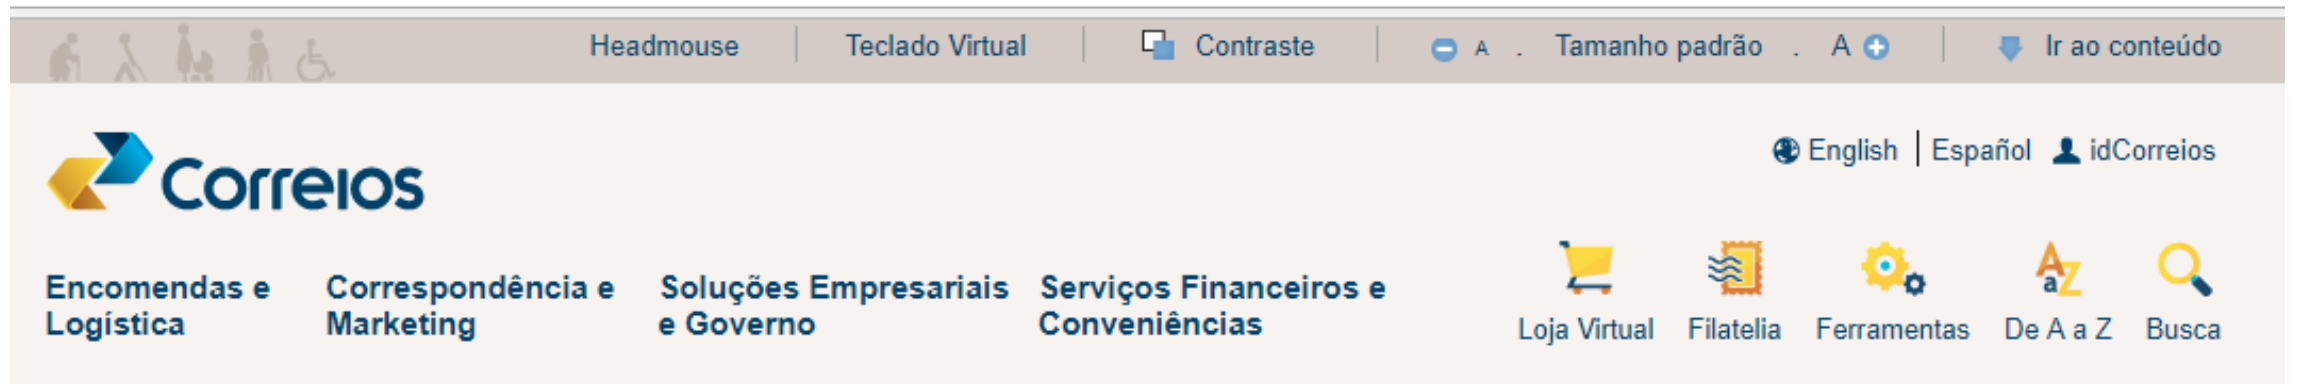 Headmouse Teclado Virtual Contraste A . Tamanho padrão . A Ir ao conteúdo
English Español idCorreios
Correios
Encomendas e Logística
Correspondência e Marketing
Soluções Empresariais e Governo
Serviços Financeiros e Conveniências
Loja Virtual Filatelia Ferramentas De A a Z Busca